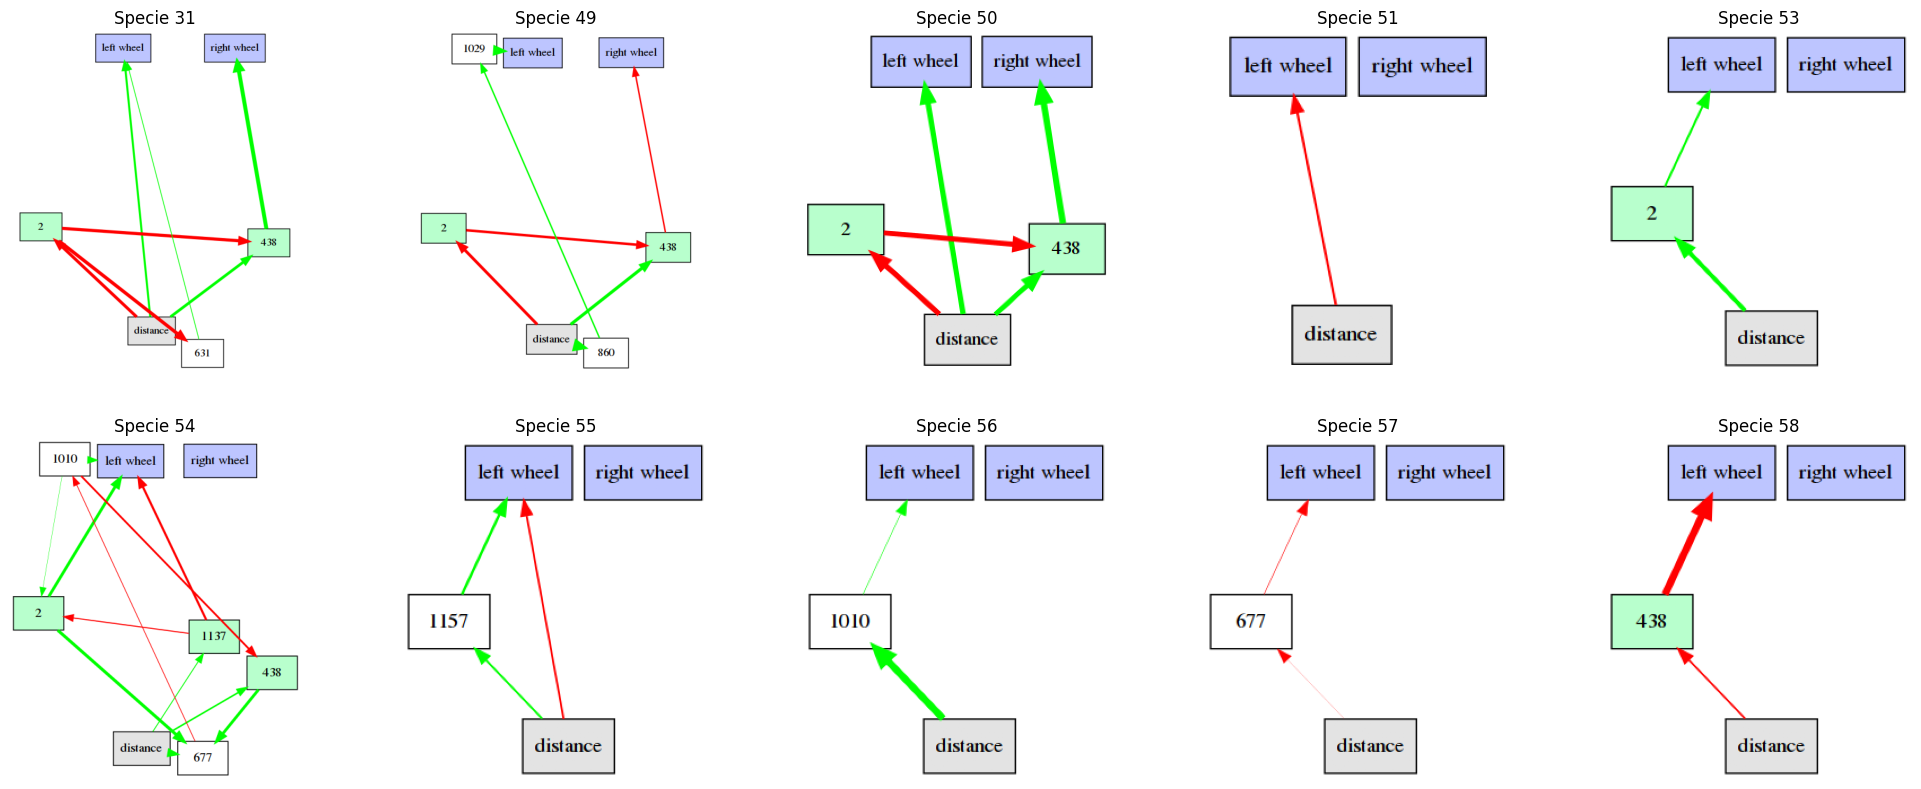 Specie 31
left wheel
right wheel
2
438
distance
631
Specie 49
1029
left wheel
right wheel
2
438
distance
860
Specie 50
left wheel
right wheel
2
438
distance
Specie 51
left wheel
right wheel
distance
Specie 53
left wheel
right wheel
2
distance
Specie 54
1010
left wheel
right wheel
2
1137
438
distance
677
Specie 55
left wheel
right wheel
1157
distance
Specie 56
left wheel
right wheel
1010
distance
Specie 57
left wheel
right wheel
677
distance
Specie 58
left wheel
right wheel
438
distance